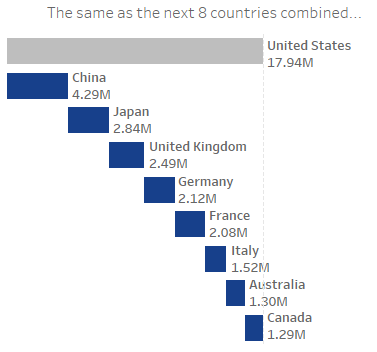 The same as the next 8 countries combined...
United States
17.94M
China
4.29M
Japan
2.84M
United Kingdom
2.49M
Germany
2.12M
France
2.08M
Italy
1.52M
Australia
1.30M
Canada
1.29M